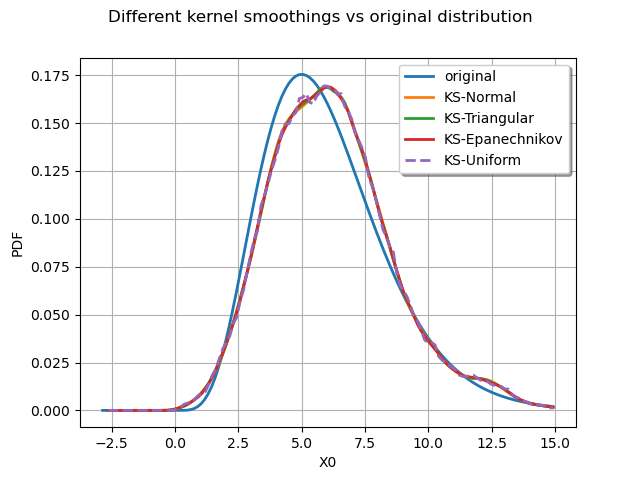 Different kernel smoothings vs original distribution
original
KS-Normal
KS-Triangular
KS-Epanechnikov
KS-Uniform
0.175
0.150
0.125
0.100
0.075
0.050
0.025
0.000
PDF
−2.5 0.0 2.5 5.0 7.5 10.0 12.5 15.0
X0